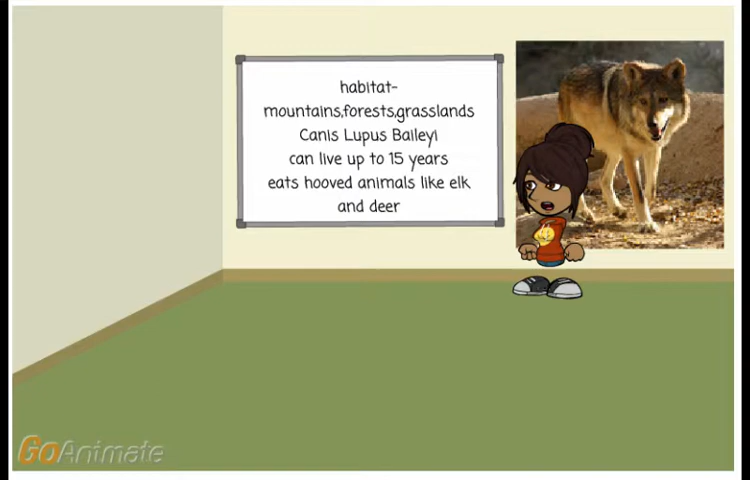 habitat-
mountains,forests,grasslands
Canis Lupus Baileyi
can live up to 15 years
eats hooved animals like elk
and deer
GoAnimate